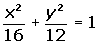 x²/16 + y²/12 = 1